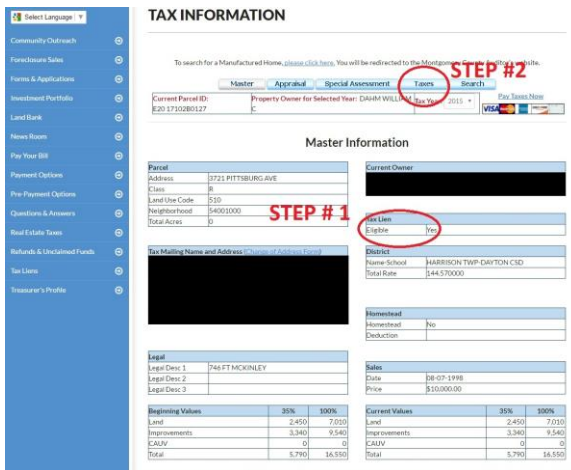 Select Language ▼
TAX INFORMATION
Community Outreach
Foreclosure Sales
Forms & Applications
Investment Portfolio
Land Bank
News Room
Pay Your Bill
Payment Options
Pre-Payment Options
Questions & Answers
Real Estate Taxes
Refunds & Unclaimed Funds
Tax Liens
Treasurer's Profile
To search for a Manufactured Home, please click here. You will be redirected to the Montgomery County Auditor's website.
STEP #2
Master Appraisal Special Assessment Taxes Search
Current Parcel ID: Property Owner for Selected Year: DAHM WILLIAM Tax Year 2015 Pay Taxes Now
E20 17102B0127 C VISA
Master Information
Parcel
Address 3721 PITTSBURG AVE
Class R
Land Use Code 510
Neighborhood 54001000
Total Acres 0
STEP # 1
Current Owner
Tax Lien
Eligible Yes
Tax Mailing Name and Address (Change of Address Form)
District
Name-School HARRISON TWP-DAYTON CSD
Total Rate 144.570000
Homestead
Homestead No
Deduction
Legal
Legal Desc 1 746 FT MCKINLEY
Legal Desc 2
Legal Desc 3
Sales
Date 08-07-1998
Price $10,000.00
Beginning Values 35% 100%
Land 2,450 7,010
Improvements 3,340 9,540
CAUV 0 0
Total 5,790 16,550
Current Values 35% 100%
Land 2,450 7,010
Improvements 3,340 9,540
CAUV 0 0
Total 5,790 16,550